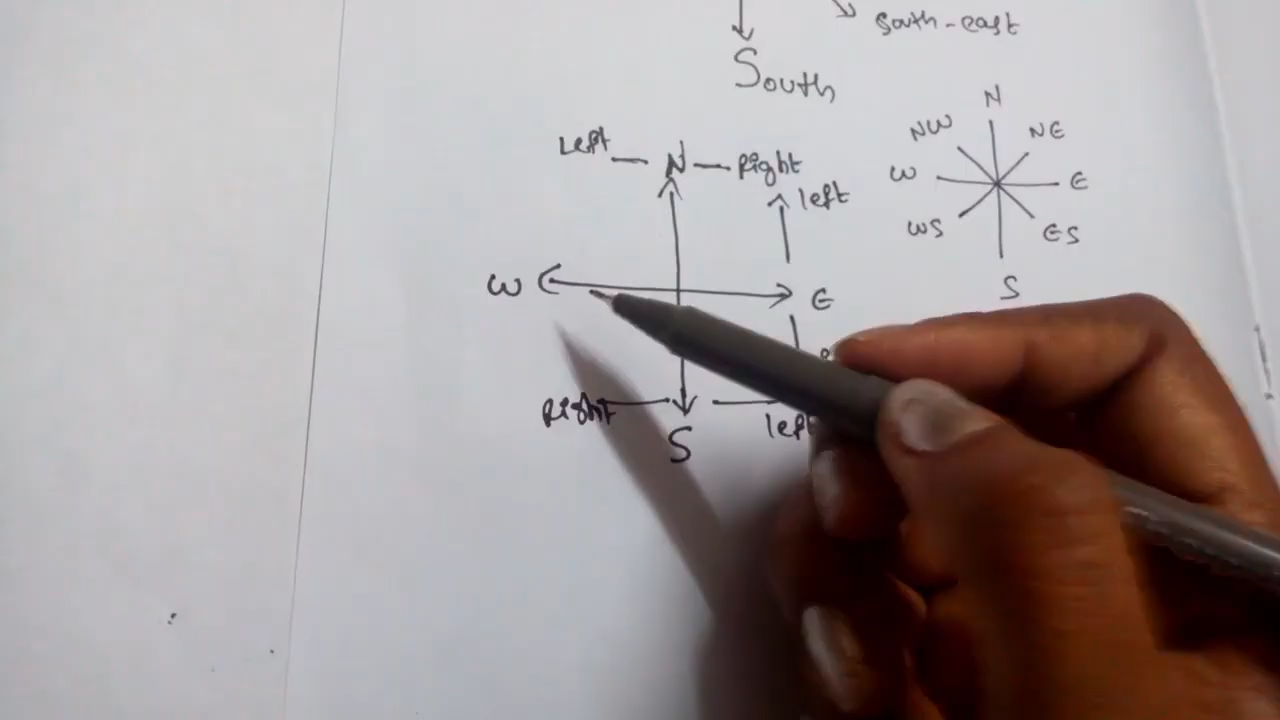 south-east
South
N
NW NE
W E
WS ES
S
Left N Right
left
W E
Right left
S